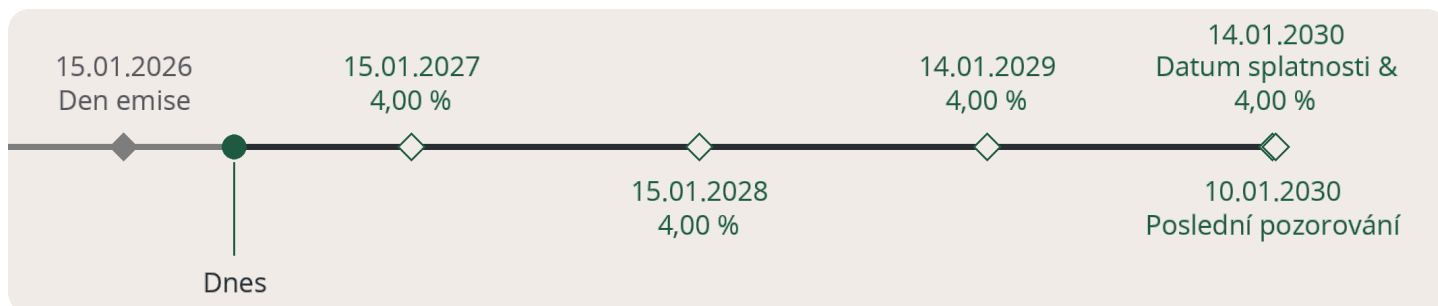 15.01.2026
Den emise
15.01.2027
4,00 %
14.01.2029
4,00 %
14.01.2030
Datum splatnosti &
4,00 %
15.01.2028
4,00 %
10.01.2030
Poslední pozorování
Dnes